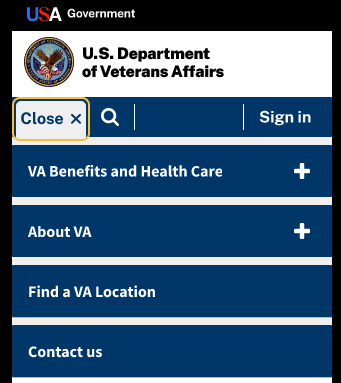 USA Government
U.S. Department
of Veterans Affairs
Close ×
Sign in
VA Benefits and Health Care
About VA
Find a VA Location
Contact us